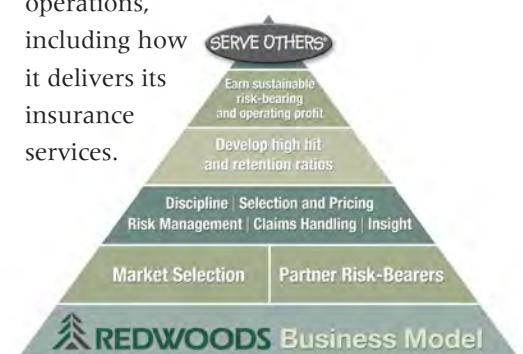 operations,
including how
it delivers its
insurance
services.
SERVE OTHERS®
Earn sustainable
risk-bearing
and operating profit
Develop high hit
and retention ratios
Discipline | Selection and Pricing
Risk Management | Claims Handling | Insight
Market Selection
Partner Risk-Bearers
REDWOODS Business Model